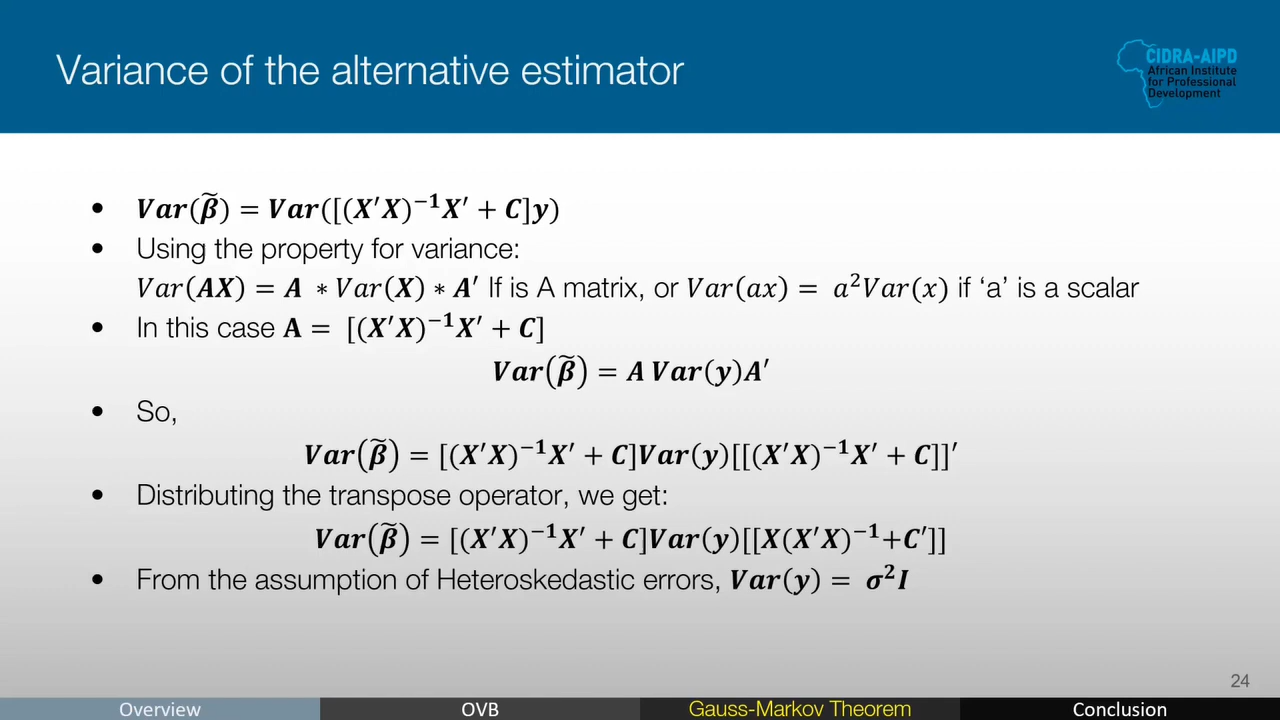 Variance of the alternative estimator
CIDRA-AIPD
African Institute
for Professional
Development
• Var(β̃) = Var([(X′X)⁻¹X′ + C]y)
• Using the property for variance:
Var(AX) = A ∗ Var(X) ∗ A′ If is A matrix, or Var(ax) = a²Var(x) if ‘a’ is a scalar
• In this case A = [(X′X)⁻¹X′ + C]
Var(β̃) = A Var(y)A′
• So,
Var(β̃) = [(X′X)⁻¹X′ + C]Var(y)[[(X′X)⁻¹X′ + C]]′
• Distributing the transpose operator, we get:
Var(β̃) = [(X′X)⁻¹X′ + C]Var(y)[[X(X′X)⁻¹+C′]]
• From the assumption of Heteroskedastic errors, Var(y) = σ²I
24
Overview OVB Gauss-Markov Theorem Conclusion